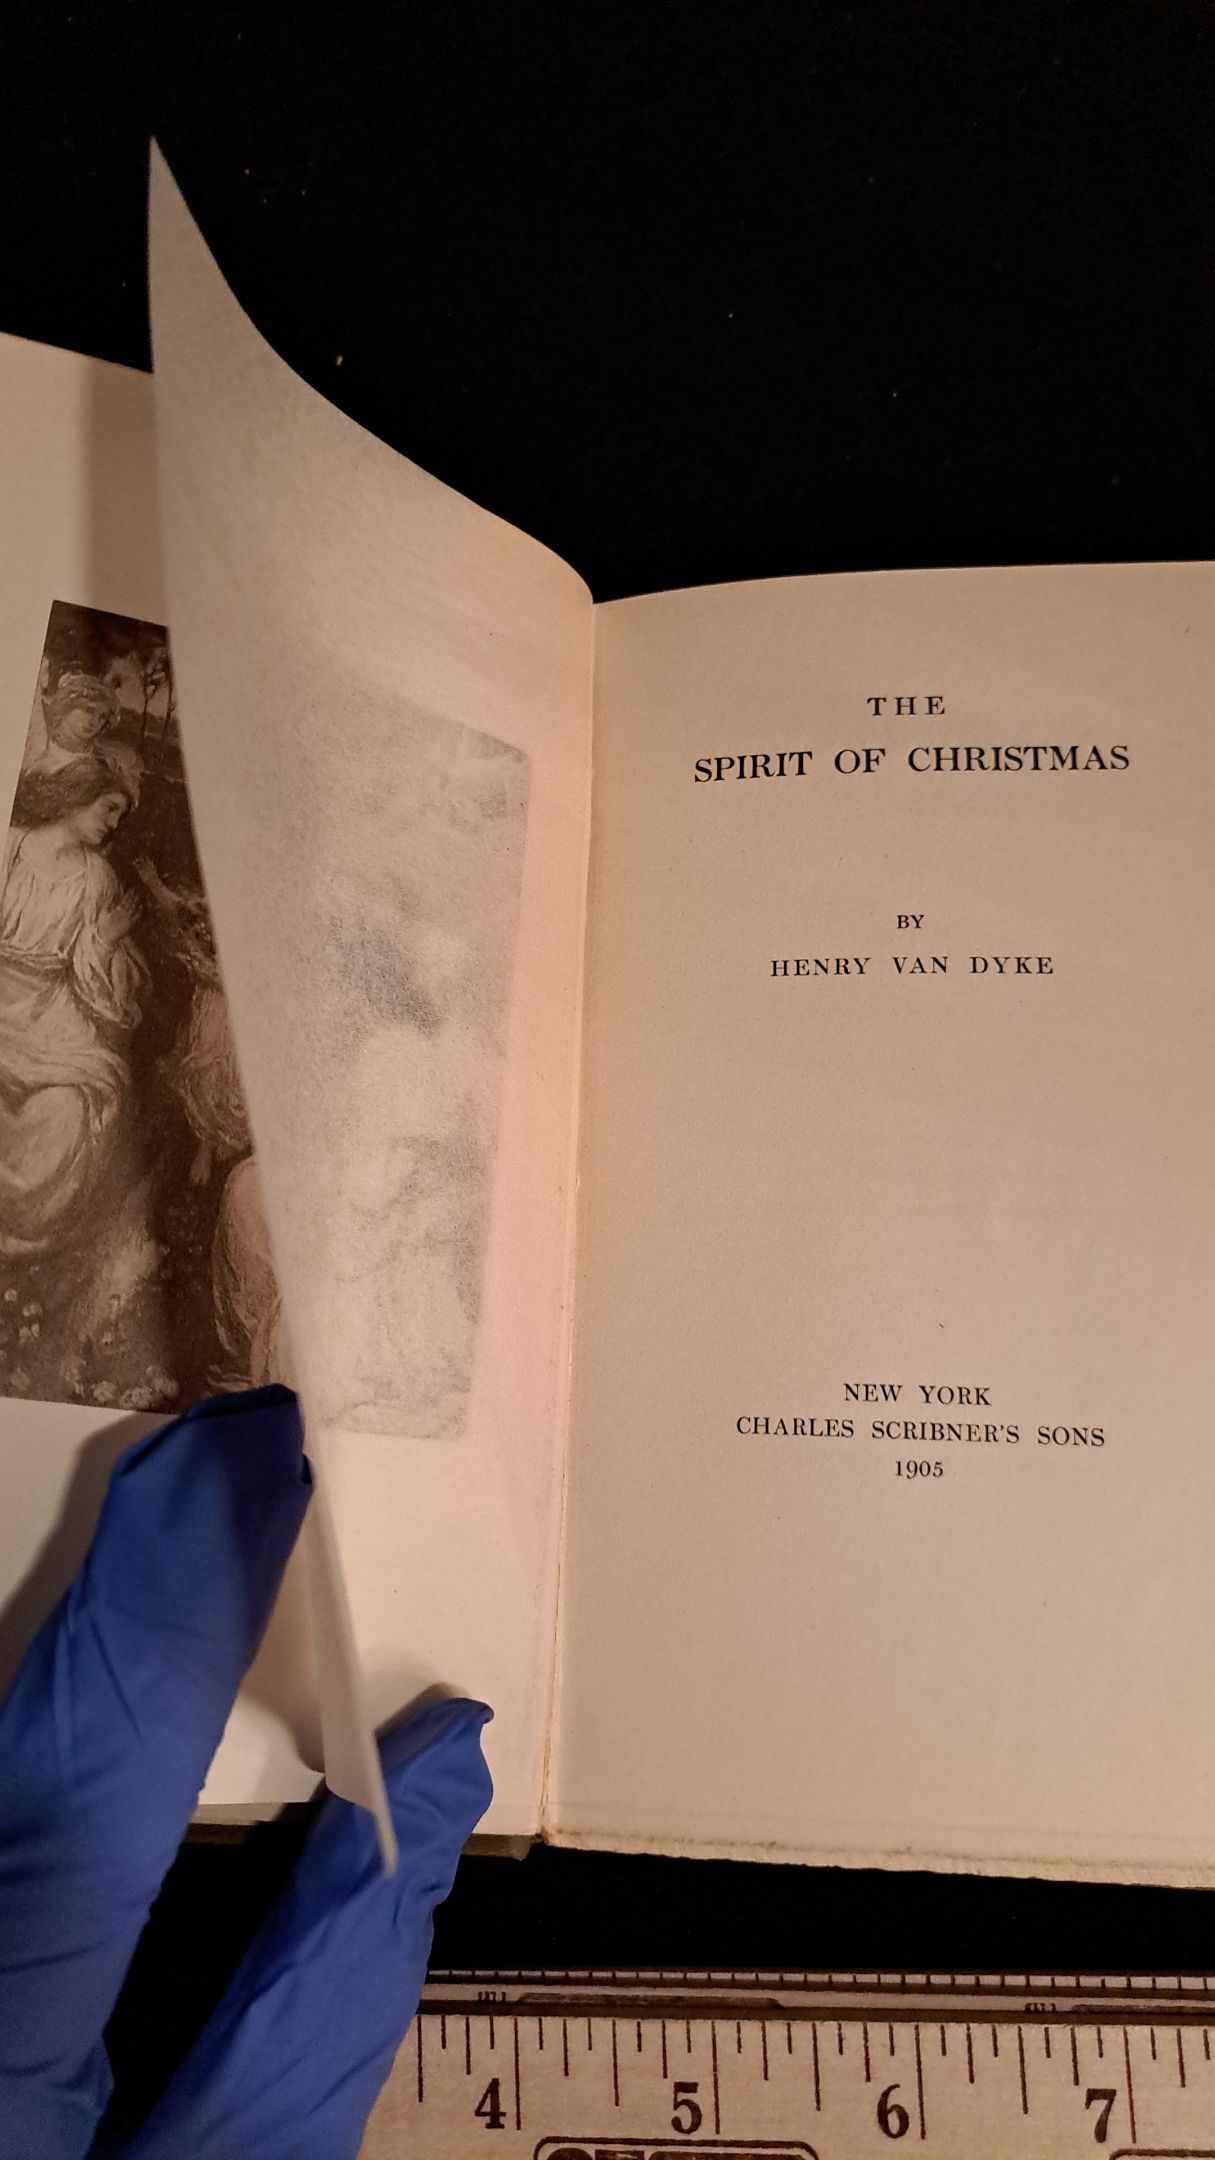 THE
SPIRIT OF CHRISTMAS
BY
HENRY VAN DYKE
NEW YORK
CHARLES SCRIBNER'S SONS
1905
4 5 6 7